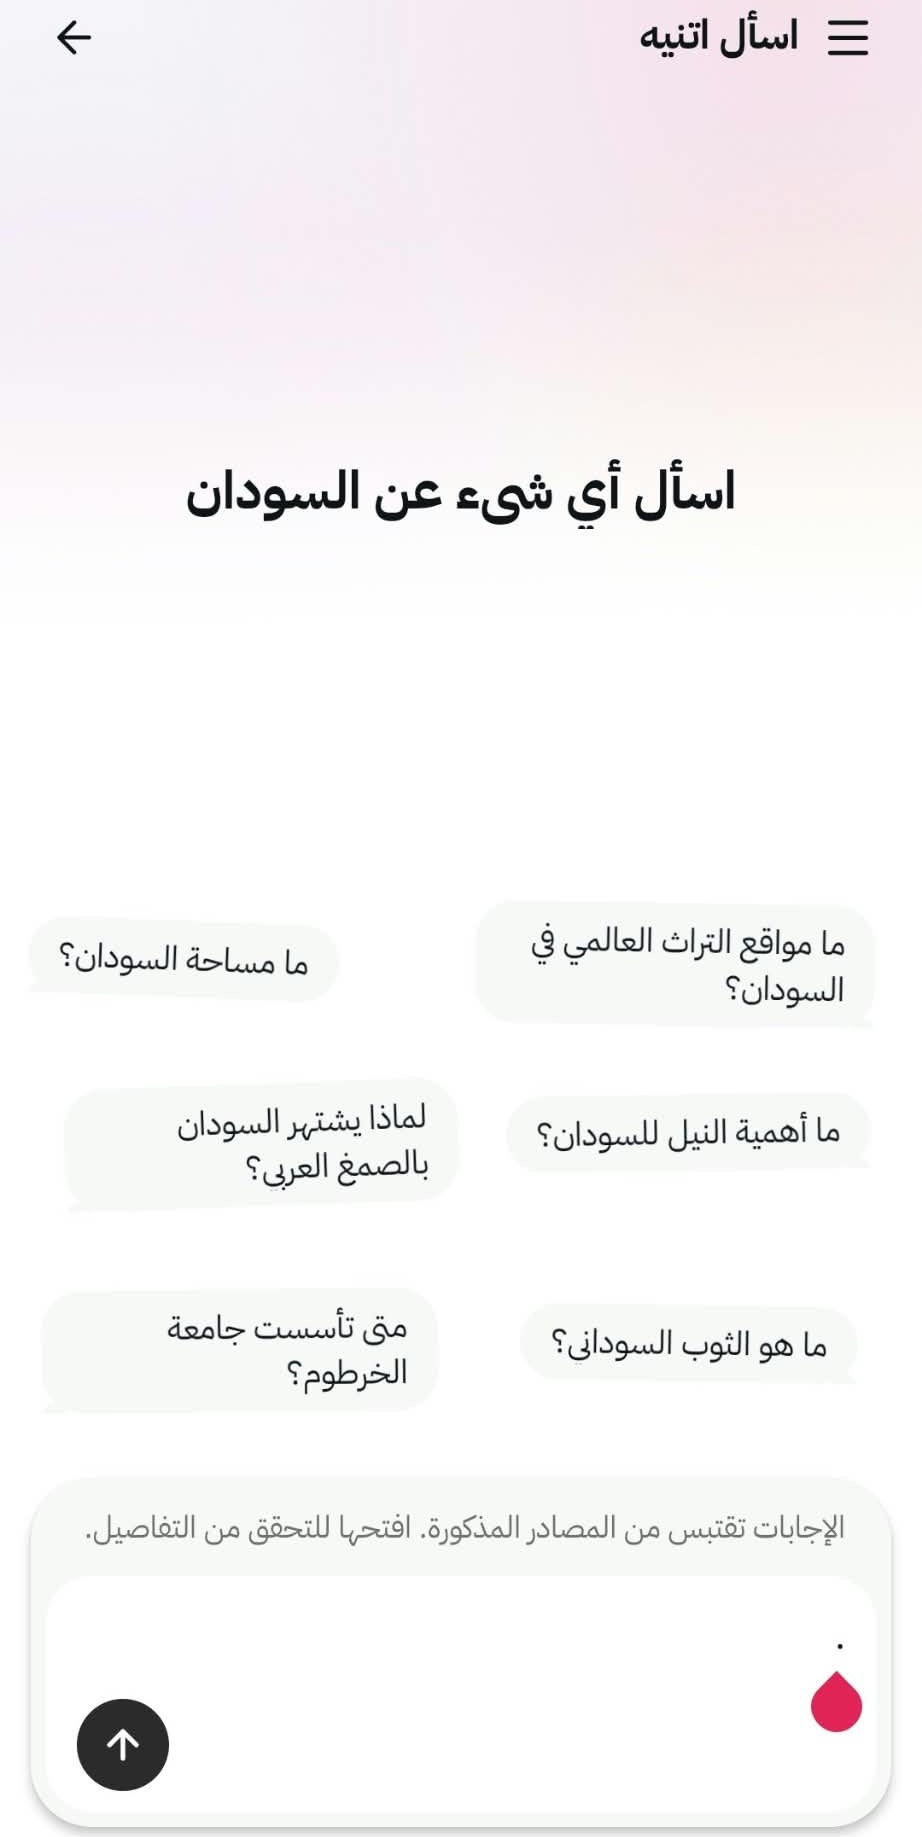 اسأل اتنيه
اسأل أي شيء عن السودان
ما مواقع التراث العالمي في
السودان؟
ما مساحة السودان؟
ما أهمية النيل للسودان؟
لماذا يشتهر السودان
بالصمغ العربي؟
ما هو الثوب السوداني؟
متى تأسست جامعة
الخرطوم؟
الإجابات تقتبس من المصادر المذكورة. افتحها للتحقق من التفاصيل.
.